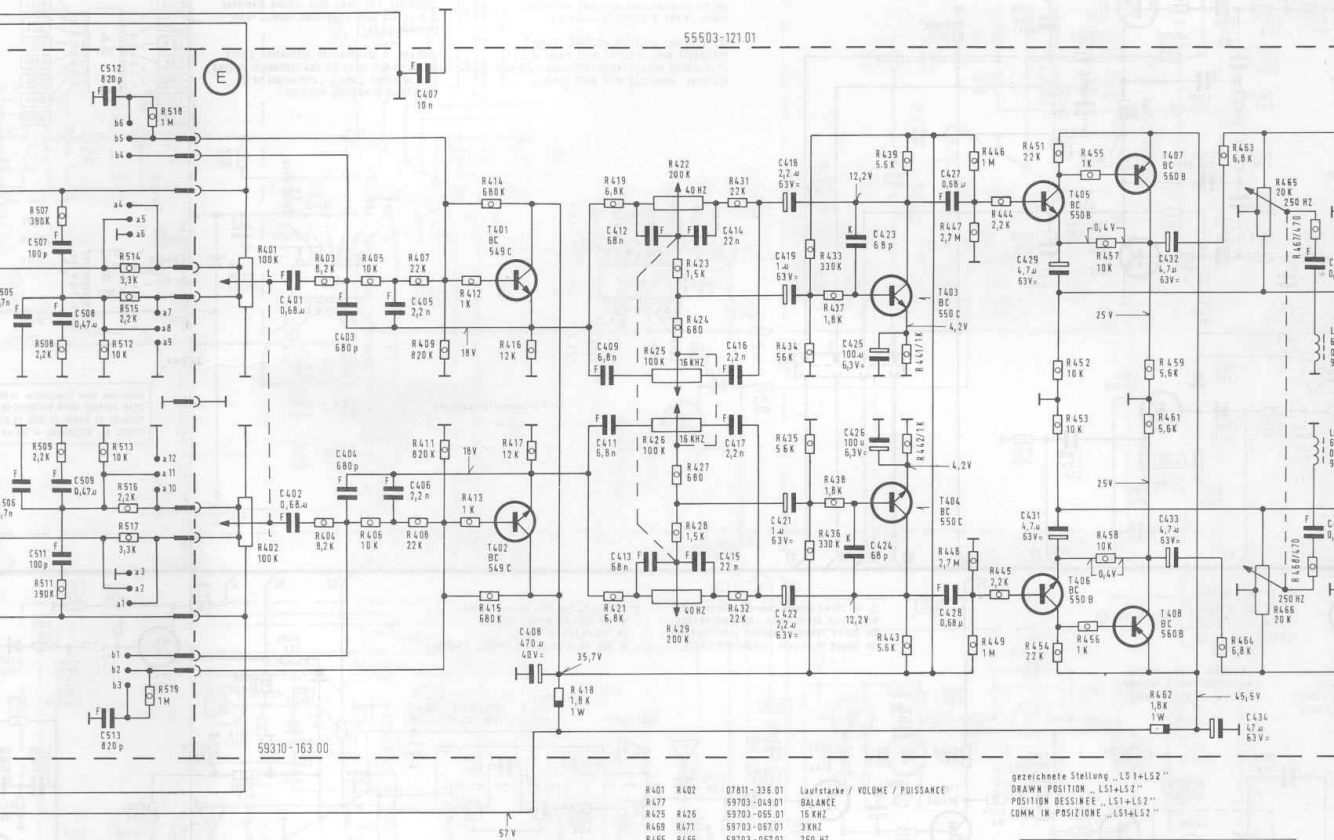 55503-121.01
C512
820p
E
F
C407
10n
R518
1M
b6
b5
b4
a4
a5
a6
R507
390K
F
C507
100p
R514
3,3K
R401
100K
R515
2,2K
F
C508
0,47µ
a7
a8
a9
R508
2,2K
R512
10K
R414
680K
T401
BC
549C
R403
8,2K
R405
10K
R407
22K
R412
1K
L
F
C401
0,68µ
F
C403
680p
F
C405
2,2n
R409
820K
18V
R416
12K
R419
6,8K
R422
200K
40HZ
R431
22K
C412
68n
C414
22n
R423
1,5K
R424
680
C409
6,8n
R425
100K
16KHZ
C416
2,2n
C418
2,2µ
63V=
C419
1µ
63V=
R433
330K
R434
56K
R437
1,8K
R439
5.6K
12,2V
K
C423
68p
T403
BC
550C
4,2V
C425
100µ
6,3V=
R441/1K
C427
0,68µ
R446
1M
R447
2,7M
R444
2,2K
R451
22K
R455
1K
T405
BC
550B
T407
BC
560B
0,4V
R457
10K
C429
4,7µ
63V=
C432
4,7µ
63V=
25V
R452
10K
R459
5,6K
R453
10K
R461
5,6K
25V
R463
6,8K
R465
20K
250HZ
R467/470
R509
2,2K
R513
10K
a12
a11
a10
F
C509
0,47µ
R516
2,2K
R517
3,3K
F
C511
100p
R511
390K
a3
a2
a1
b1
b2
b3
R519
1M
F
C513
820p
R402
100K
L
F
C402
0,68µ
C404
680p
F
C406
2,2n
R404
8,2K
R406
10K
R408
22K
R411
820K
18V
R417
12K
R413
1K
T402
BC
549C
R415
680K
C408
470µ
40V=
35,7V
R418
1,8K
1W
C411
6,8n
R426
100K
16KHZ
C417
2,2n
R427
680
R428
1,5K
C413
68n
C415
22n
R421
6,8K
R429
200K
40HZ
R432
22K
R435
56K
C421
1µ
63V=
R438
1,8K
R436
330K
C422
2,2µ
63V=
C426
100µ
6,3V=
R442/1K
4,2V
T404
BC
550C
K
C424
68p
12,2V
R443
5.6K
R448
2,7M
R445
2,2K
F
C428
0,68µ
R449
1M
C431
4,7µ
63V=
R458
10K
0,4V
C433
4,7µ
63V=
T406
BC
550B
T408
BC
560B
R454
22K
R456
1K
R468/470
250HZ
R466
20K
R464
6,8K
R462
1,8K
1W
45,5V
C434
47µ
63V=
59310-163 00
57V
R401 R402 07811-336.01 Lautstärke / VOLUME / PUISSANCE
R477 59703-049.01 BALANCE
R425 R426 59703-065.01 16 KHZ
R469 R471 59703-067.01 3KHZ
gezeichnete Stellung „LS1+LS2"
DRAWN POSITION „LS1+LS2"
POSITION DESSINEE „LS1+LS2"
COMM IN POSIZIONE „LS1+LS2"